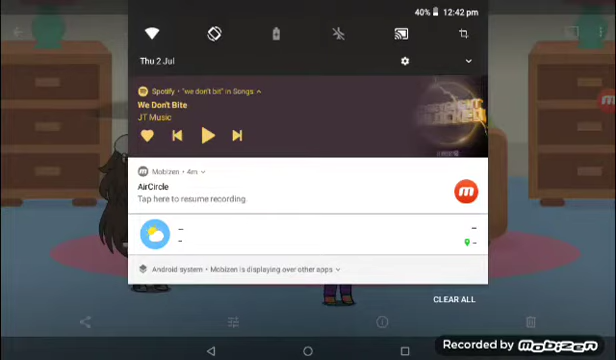 40% 12:42 pm
Thu 2 Jul
Spotify • "we don't bit" in Songs
We Don't Bite
JT Music
Mobizen • 4m
AirCircle
Tap here to resume recording.
Android system • Mobizen is displaying over other apps
CLEAR ALL
Recorded by mobizen